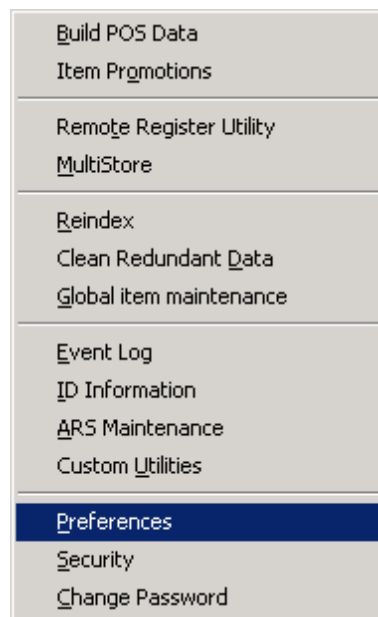 Build POS Data
Item Promotions
Remote Register Utility
MultiStore
Reindex
Clean Redundant Data
Global item maintenance
Event Log
ID Information
ARS Maintenance
Custom Utilities
Preferences
Security
Change Password